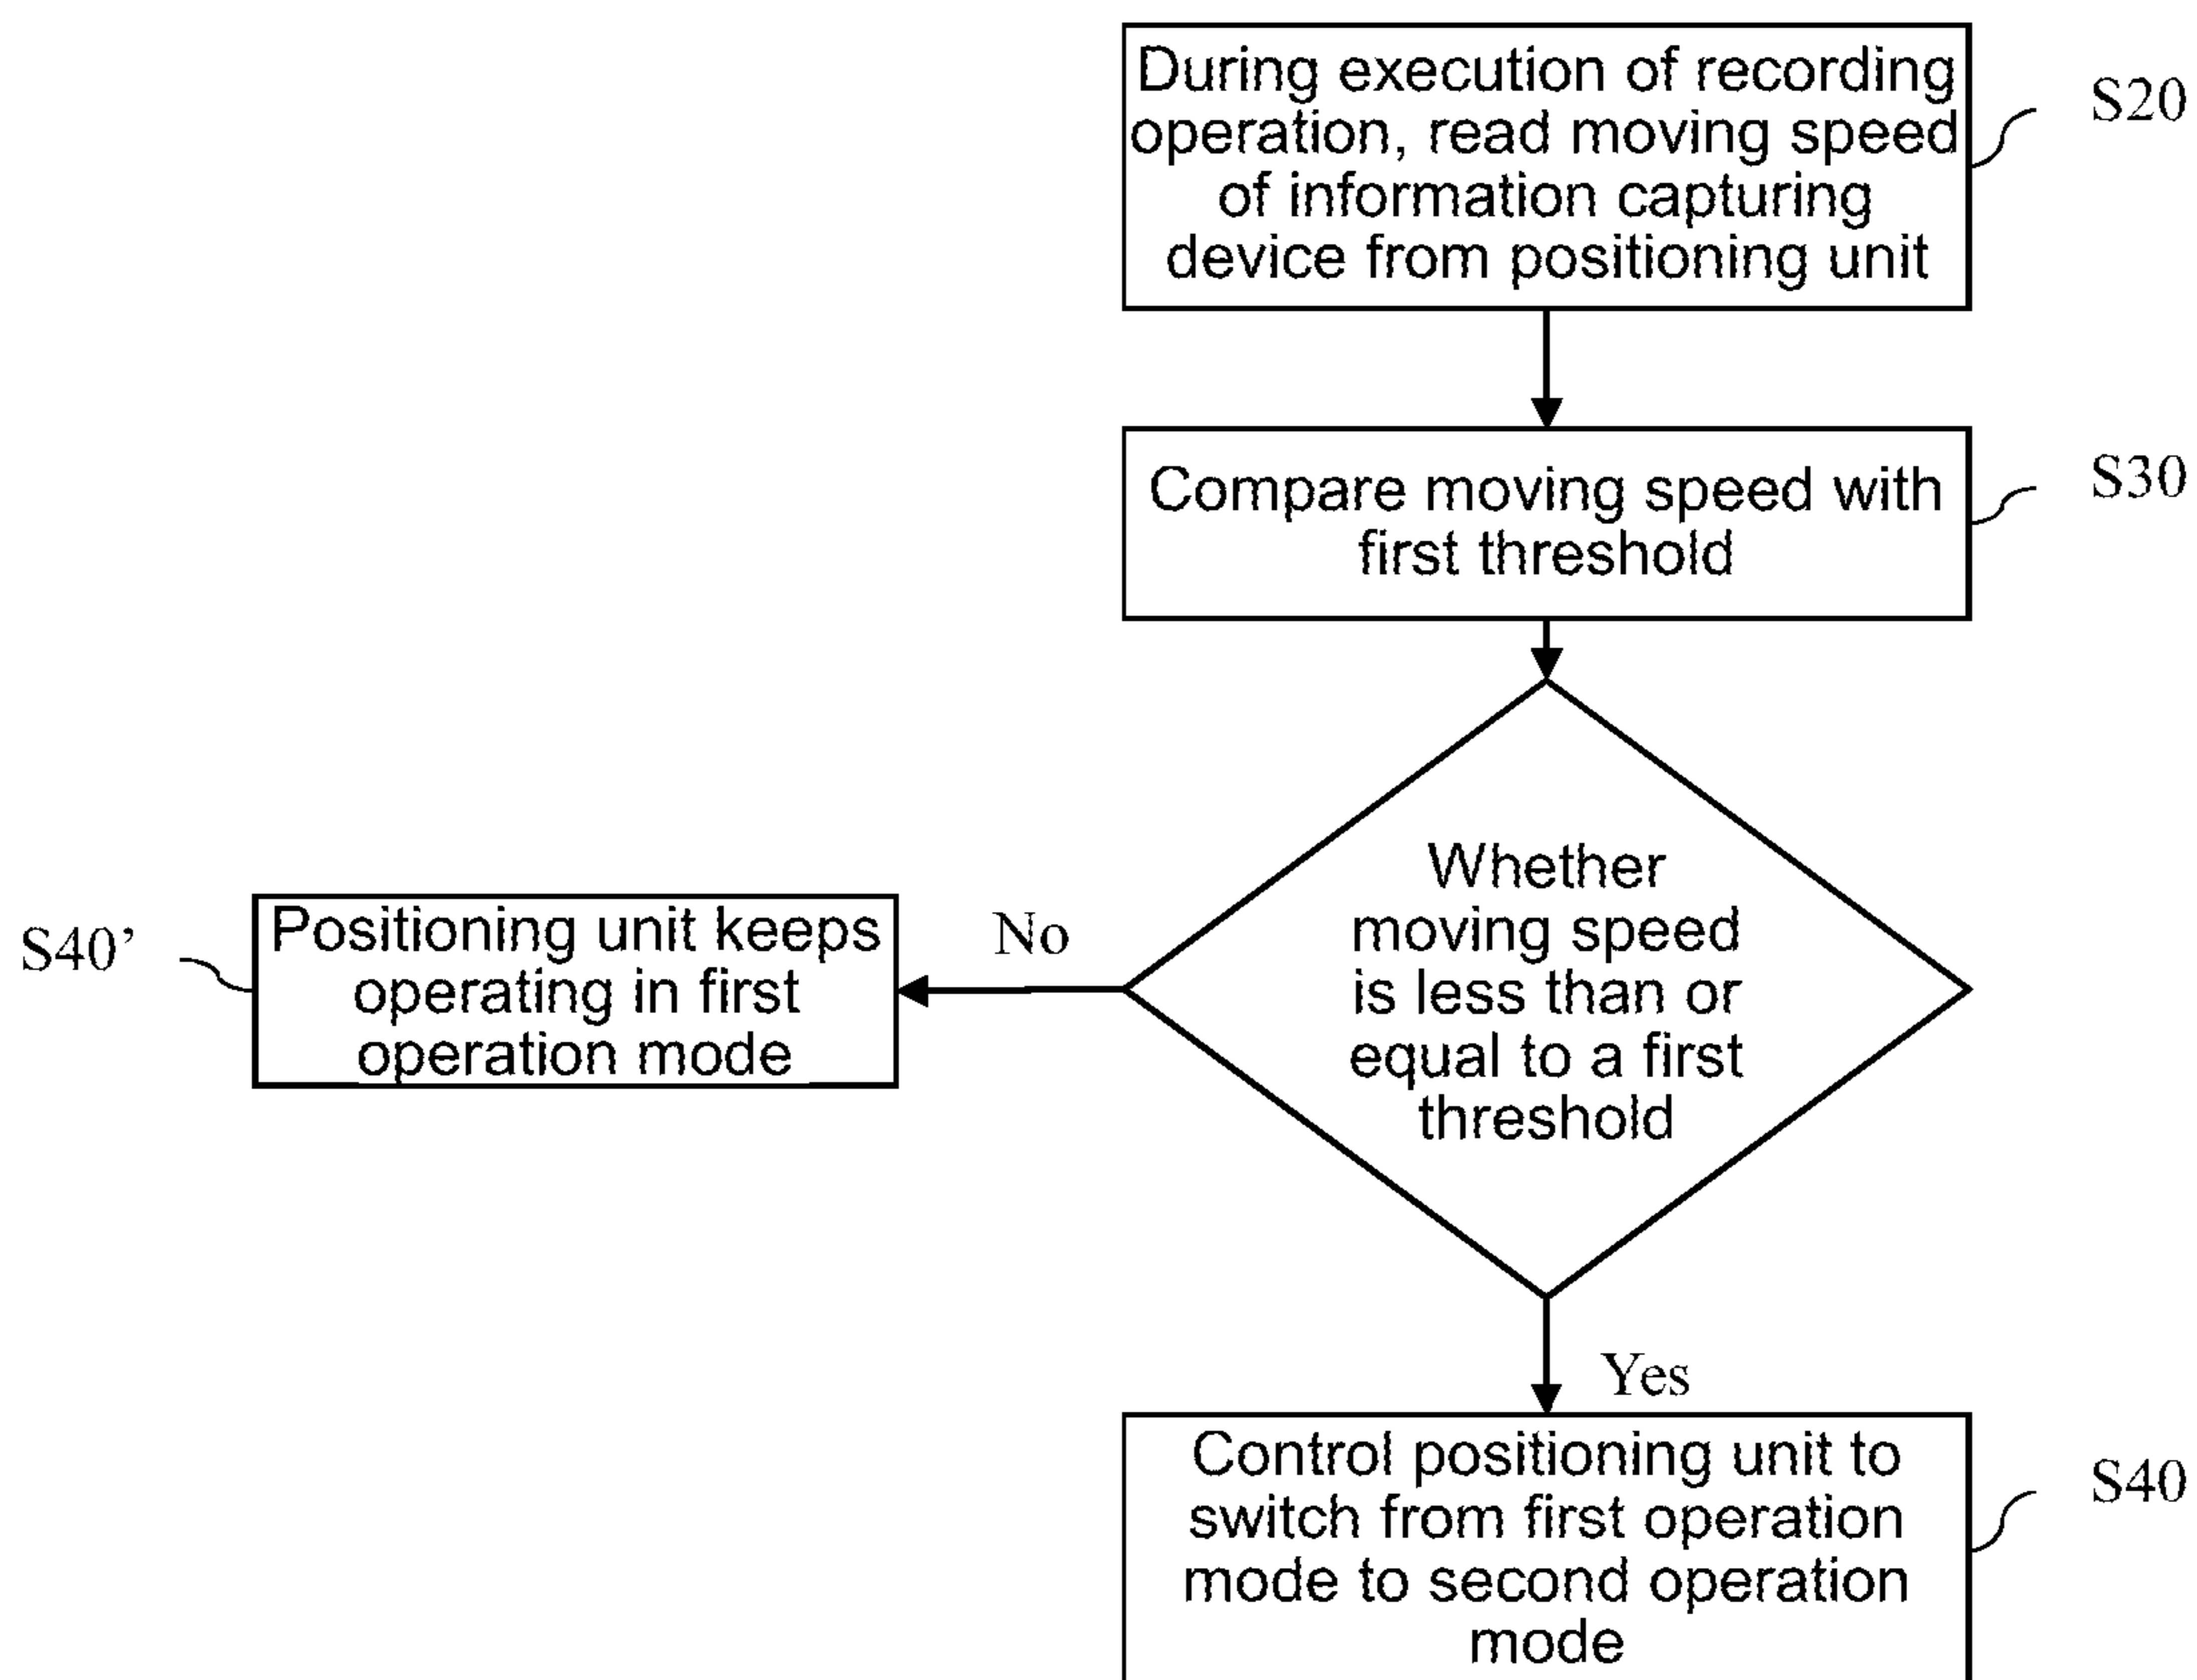 During execution of recording
operation, read moving speed
of information capturing
device from positioning unit
S20
Compare moving speed with
first threshold
S30
Whether
moving speed
is less than or
equal to a first
threshold
No
Positioning unit keeps
operating in first
operation mode
S40’
Yes
Control positioning unit to
switch from first operation
mode to second operation
mode
S40